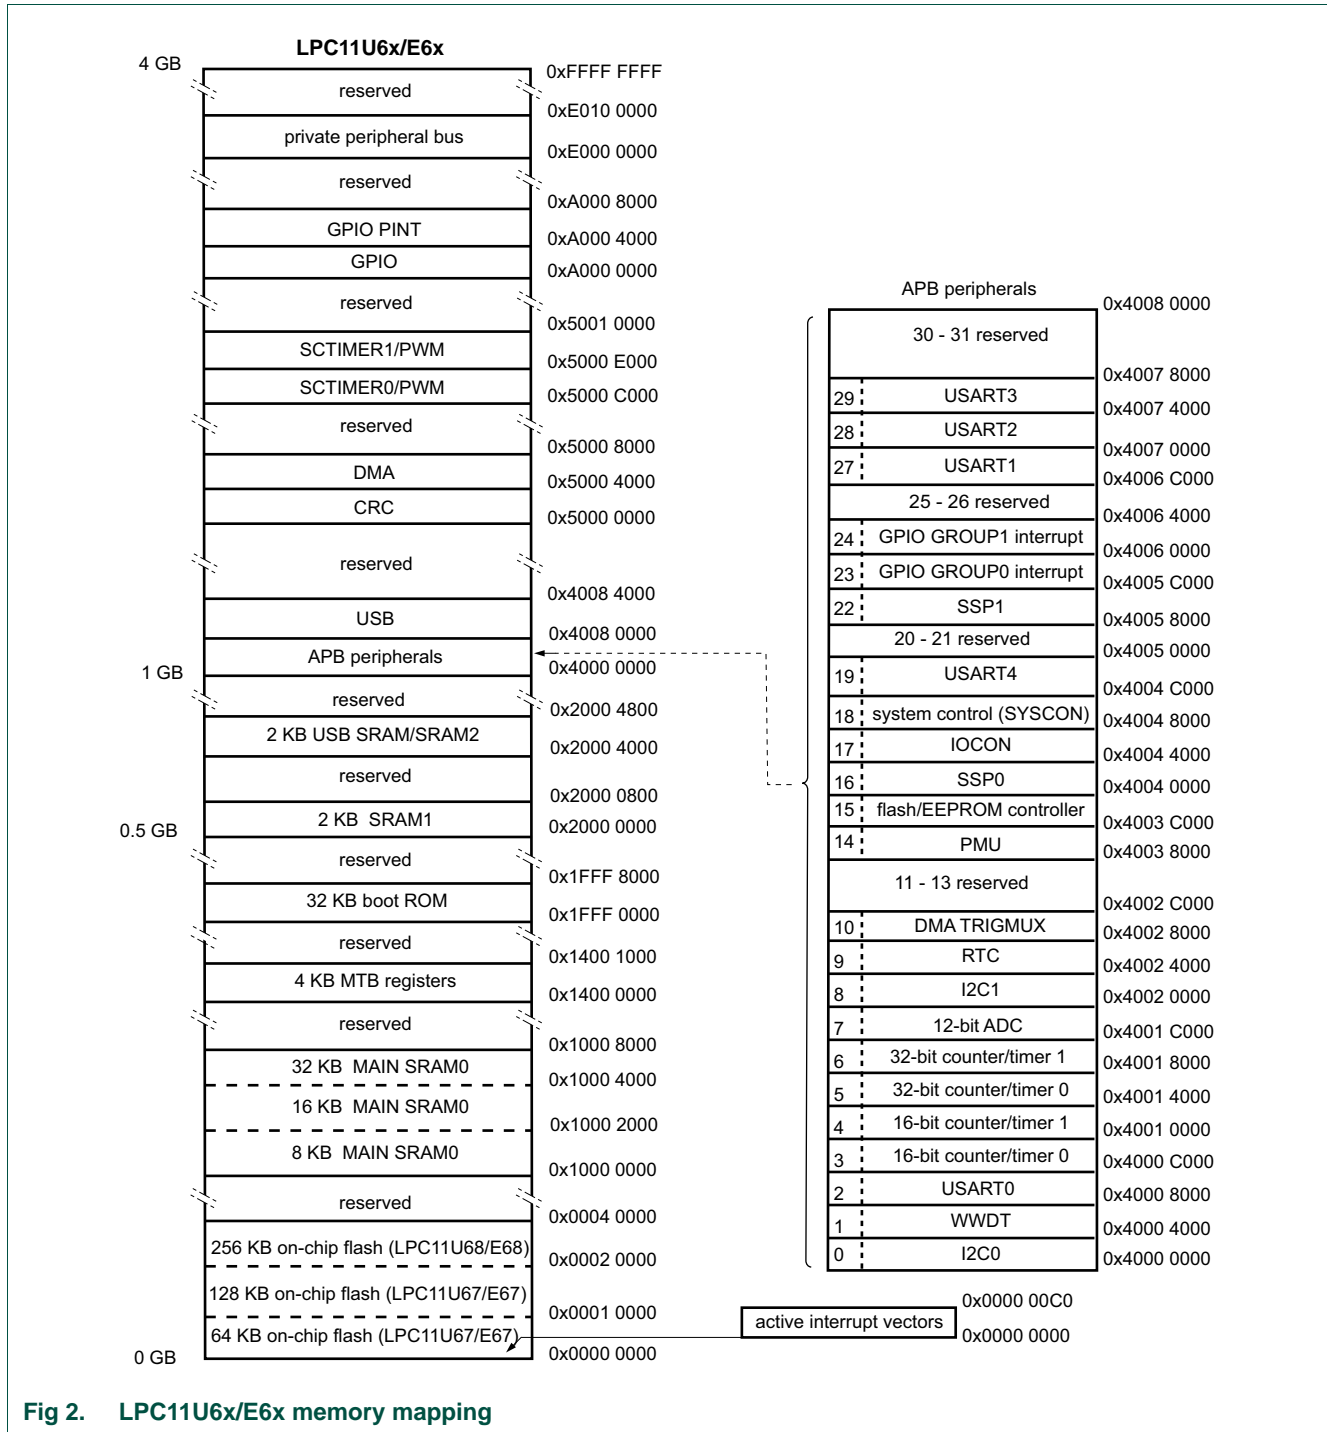 LPC11U6x/E6x
4 GB
0xFFFF FFFF
reserved
0xE010 0000
private peripheral bus
0xE000 0000
reserved
0xA000 8000
GPIO PINT
0xA000 4000
GPIO
0xA000 0000
reserved
0x5001 0000
SCTIMER1/PWM
0x5000 E000
SCTIMER0/PWM
0x5000 C000
reserved
0x5000 8000
DMA
0x5000 4000
CRC
0x5000 0000
reserved
0x4008 4000
USB
0x4008 0000
APB peripherals
1 GB
0x4000 0000
reserved
0x2000 4800
2 KB USB SRAM/SRAM2
0x2000 4000
reserved
0x2000 0800
2 KB SRAM1
0.5 GB
0x2000 0000
reserved
0x1FFF 8000
32 KB boot ROM
0x1FFF 0000
reserved
0x1400 1000
4 KB MTB registers
0x1400 0000
reserved
0x1000 8000
32 KB MAIN SRAM0
0x1000 4000
16 KB MAIN SRAM0
0x1000 2000
8 KB MAIN SRAM0
0x1000 0000
reserved
0x0004 0000
256 KB on-chip flash (LPC11U68/E68)
0x0002 0000
128 KB on-chip flash (LPC11U67/E67)
0x0001 0000
64 KB on-chip flash (LPC11U67/E67)
0 GB
0x0000 0000
APB peripherals
0x4008 0000
30 - 31 reserved
0x4007 8000
29 USART3
0x4007 4000
28 USART2
0x4007 0000
27 USART1
0x4006 C000
25 - 26 reserved
0x4006 4000
24 GPIO GROUP1 interrupt
0x4006 0000
23 GPIO GROUP0 interrupt
0x4005 C000
22 SSP1
0x4005 8000
20 - 21 reserved
0x4005 0000
19 USART4
0x4004 C000
18 system control (SYSCON)
0x4004 8000
17 IOCON
0x4004 4000
16 SSP0
0x4004 0000
15 flash/EEPROM controller
0x4003 C000
14 PMU
0x4003 8000
11 - 13 reserved
0x4002 C000
10 DMA TRIGMUX
0x4002 8000
9 RTC
0x4002 4000
8 I2C1
0x4002 0000
7 12-bit ADC
0x4001 C000
6 32-bit counter/timer 1
0x4001 8000
5 32-bit counter/timer 0
0x4001 4000
4 16-bit counter/timer 1
0x4001 0000
3 16-bit counter/timer 0
0x4000 C000
2 USART0
0x4000 8000
1 WWDT
0x4000 4000
0 I2C0
0x4000 0000
0x0000 00C0
active interrupt vectors
0x0000 0000
Fig 2. LPC11U6x/E6x memory mapping